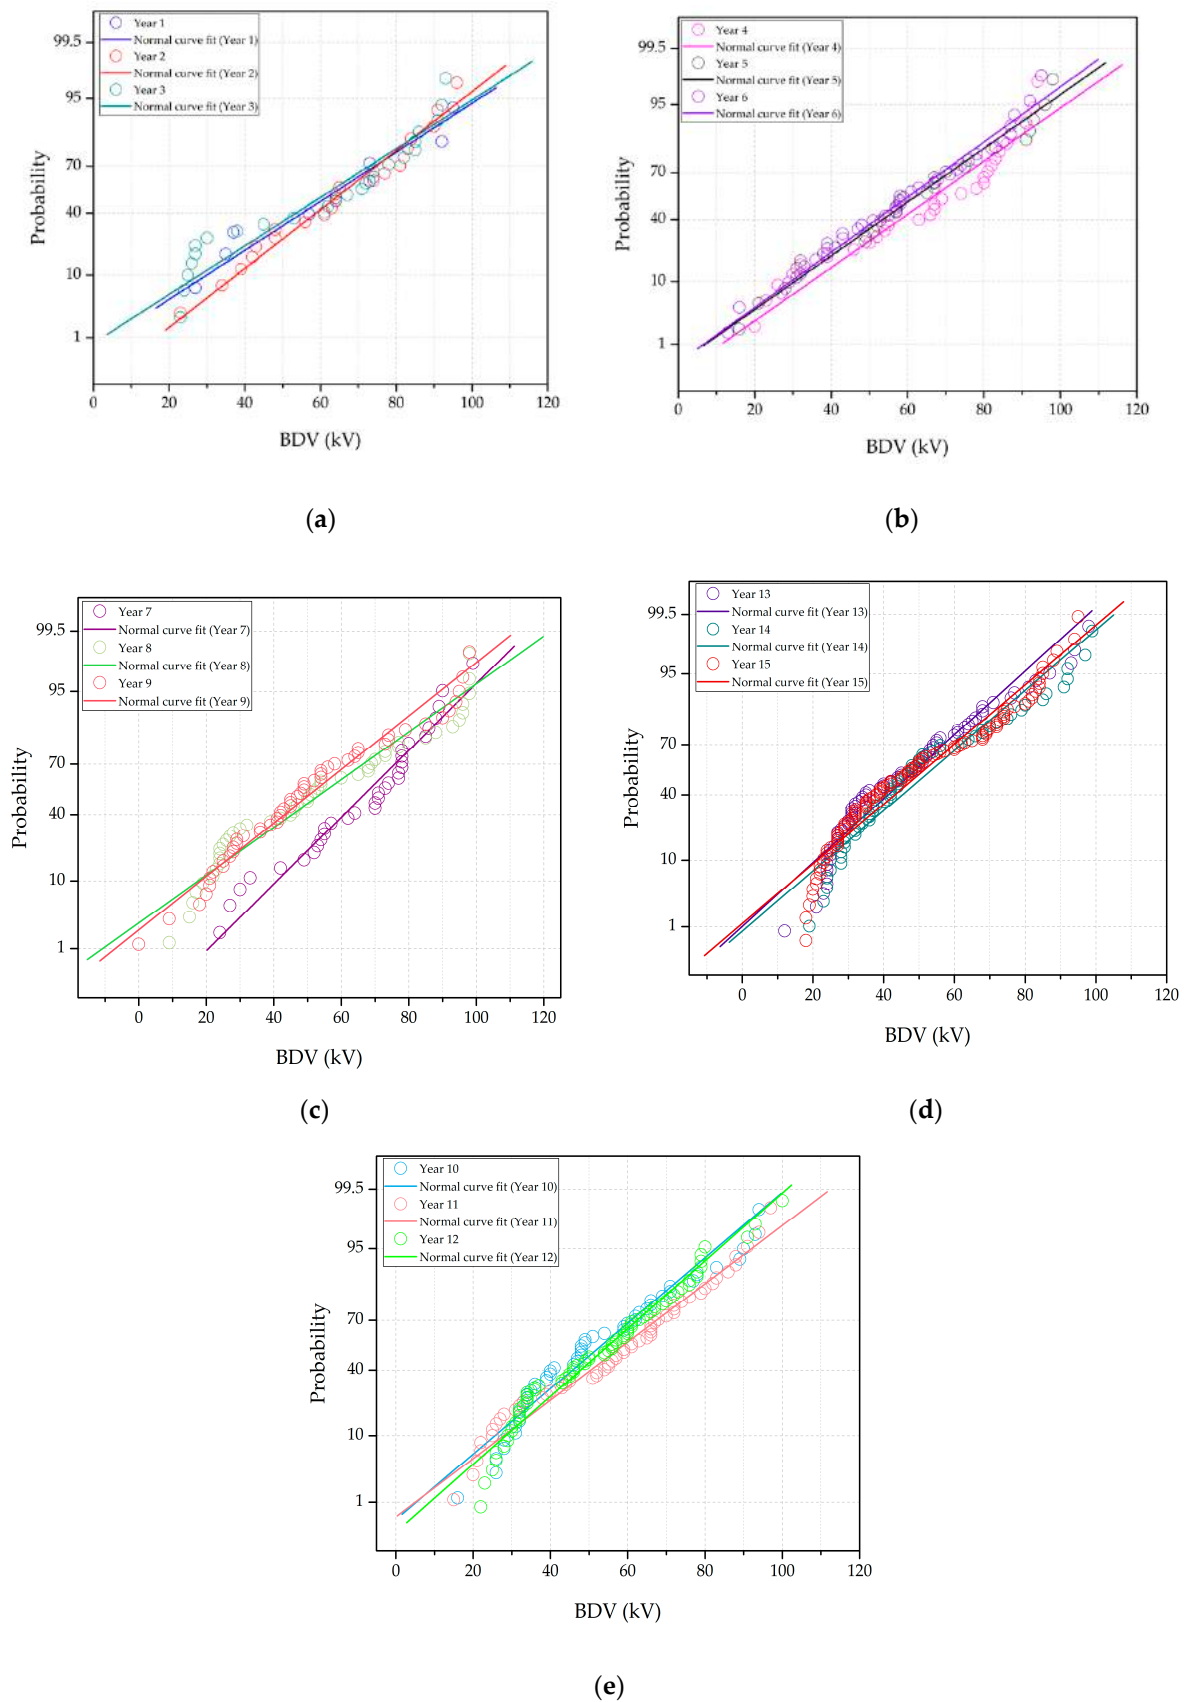 Year 1
Normal curve fit (Year 1)
Year 2
Normal curve fit (Year 2)
Year 3
Normal curve fit (Year 3)
99.5
95
70
40
10
1
Probability
0 20 40 60 80 100 120
BDV (kV)
(a)
Year 4
Normal curve fit (Year 4)
Year 5
Normal curve fit (Year 5)
Year 6
Normal curve fit (Year 6)
99.5
95
70
40
10
1
Probability
0 20 40 60 80 100 120
BDV (kV)
(b)
Year 7
Normal curve fit (Year 7)
Year 8
Normal curve fit (Year 8)
Year 9
Normal curve fit (Year 9)
99.5
95
70
40
10
1
Probability
0 20 40 60 80 100 120
BDV (kV)
(c)
Year 13
Normal curve fit (Year 13)
Year 14
Normal curve fit (Year 14)
Year 15
Normal curve fit (Year 15)
99.5
95
70
40
10
1
Probability
0 20 40 60 80 100 120
BDV (kV)
(d)
Year 10
Normal curve fit (Year 10)
Year 11
Normal curve fit (Year 11)
Year 12
Normal curve fit (Year 12)
99.5
95
70
40
10
1
Probability
0 20 40 60 80 100 120
BDV (kV)
(e)